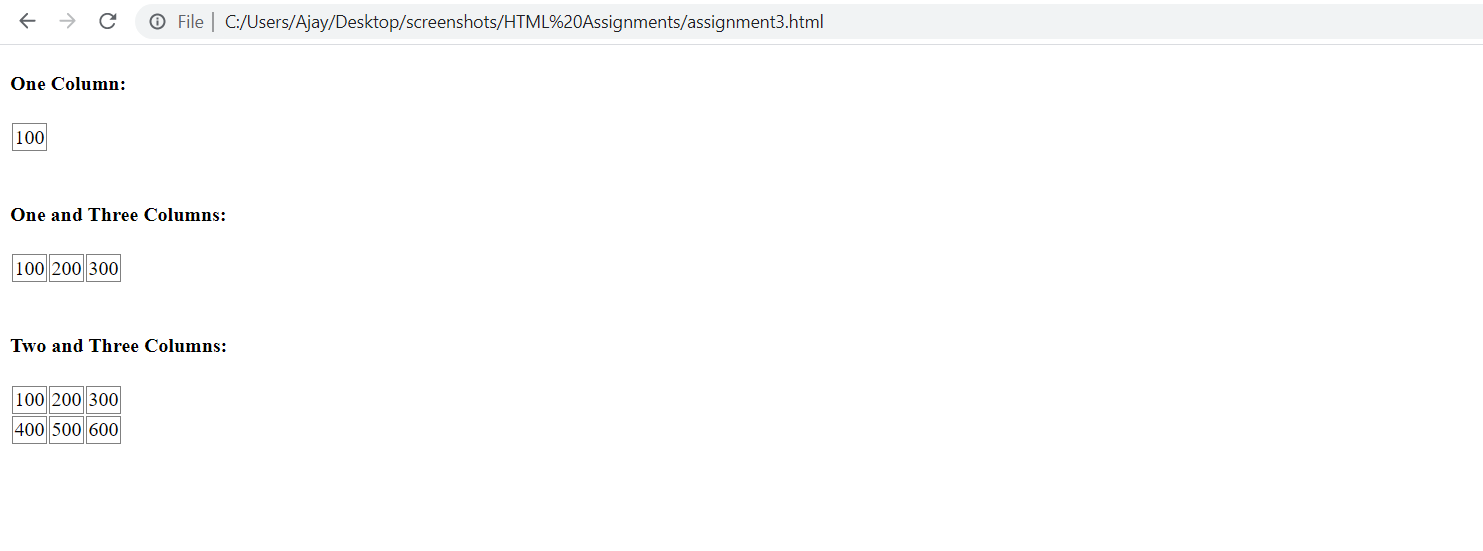 File | C:/Users/Ajay/Desktop/screenshots/HTML%20Assignments/assignment3.html
One Column:
100
One and Three Columns:
100 200 300
Two and Three Columns:
100 200 300
400 500 600